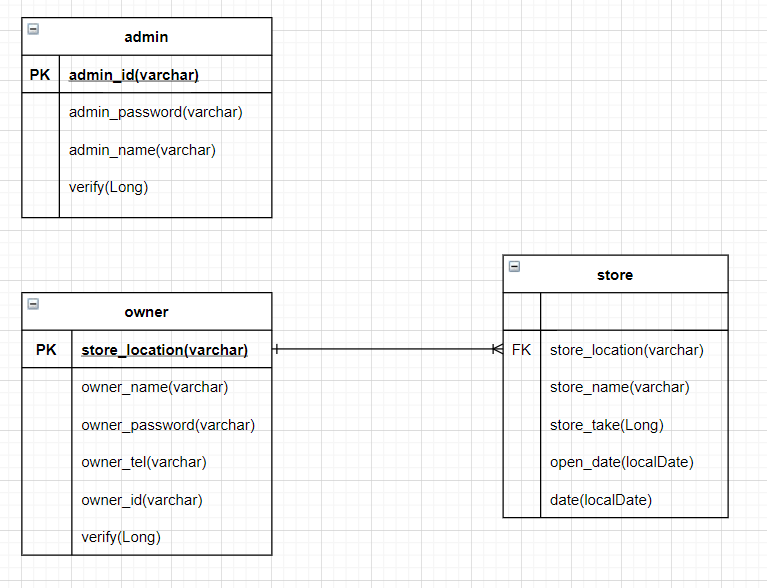 admin
PK admin_id(varchar)
admin_password(varchar)
admin_name(varchar)
verify(Long)
owner
PK store_location(varchar)
owner_name(varchar)
owner_password(varchar)
owner_tel(varchar)
owner_id(varchar)
verify(Long)
store
FK store_location(varchar)
store_name(varchar)
store_take(Long)
open_date(localDate)
date(localDate)